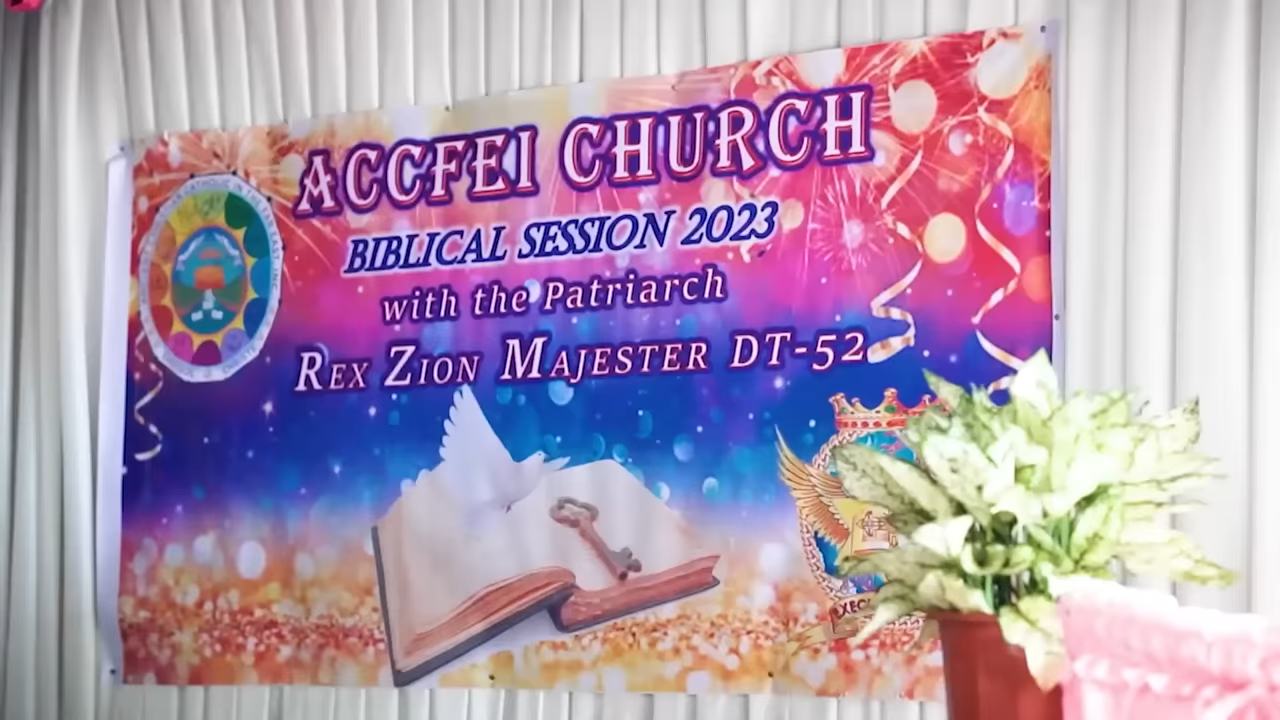 ACCFEI CHURCH
BIBLICAL SESSION 2023
with the Patriarch
REX ZION MAJESTER DT-52